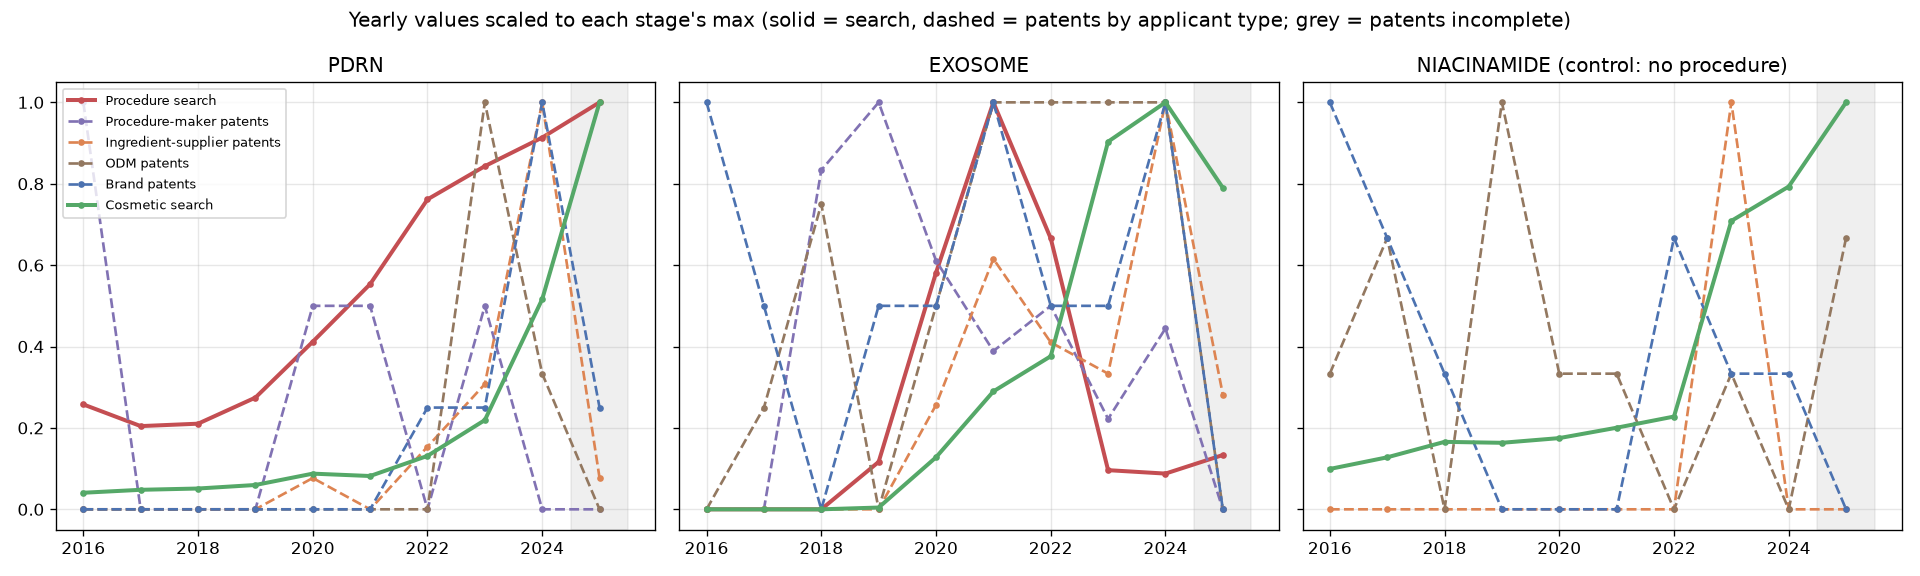 Yearly values scaled to each stage's max (solid = search, dashed = patents by applicant type; grey = patents incomplete)
PDRN
EXOSOME
NIACINAMIDE (control: no procedure)
1.0
0.8
0.6
0.4
0.2
0.0
Procedure search
Procedure-maker patents
Ingredient-supplier patents
ODM patents
Brand patents
Cosmetic search
2016 2018 2020 2022 2024
2016 2018 2020 2022 2024
2016 2018 2020 2022 2024